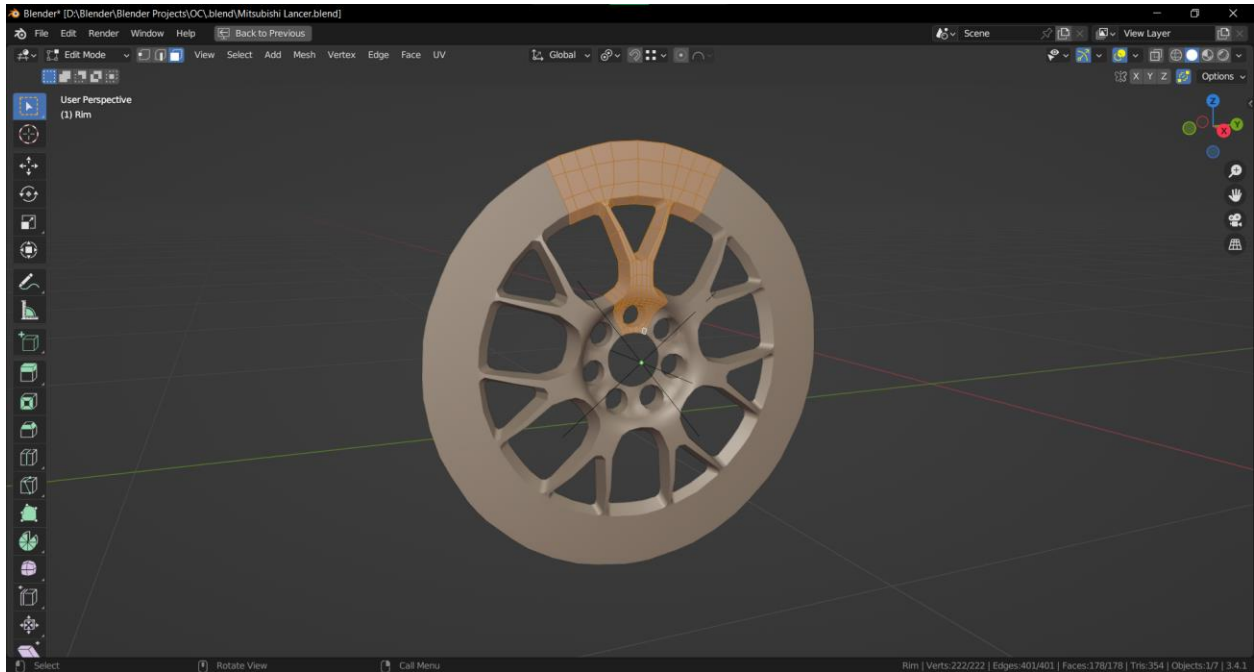 Blender* [D:\Blender\Blender Projects\OC\.blend\Mitsubishi Lancer.blend]
File Edit Render Window Help Back to Previous Scene View Layer
Edit Mode View Select Add Mesh Vertex Edge Face UV Global
X Y Z Options
User Perspective
(1) Rim
Z
Y
X
Select Rotate View Call Menu Rim | Verts:222/222 | Edges:401/401 | Faces:178/178 | Tris:354 | Objects:1/7 | 3.4.1